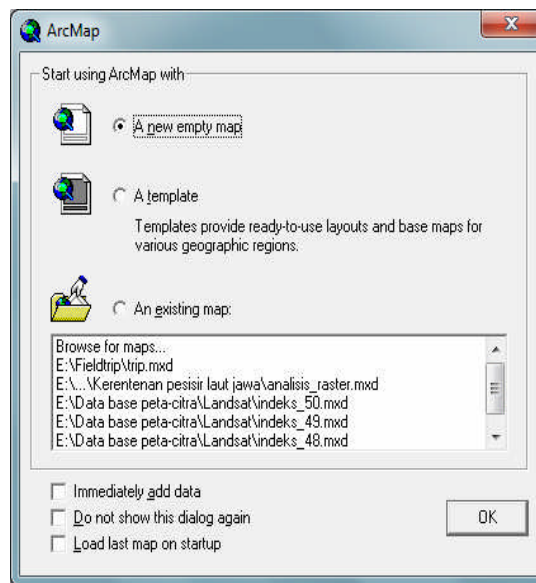 ArcMap
Start using ArcMap with
A new empty map
A template
Templates provide ready-to-use layouts and base maps for
various geographic regions.
An existing map:
Browse for maps...
E:\Fieldtrip\trip.mxd
E:\...\Kerentenan pesisir laut jawa\analisis_raster.mxd
E:\Data base peta-citra\Landsat\indeks_50.mxd
E:\Data base peta-citra\Landsat\indeks_49.mxd
E:\Data base peta-citra\Landsat\indeks_48.mxd
Immediately add data
Do not show this dialog again
Load last map on startup
OK